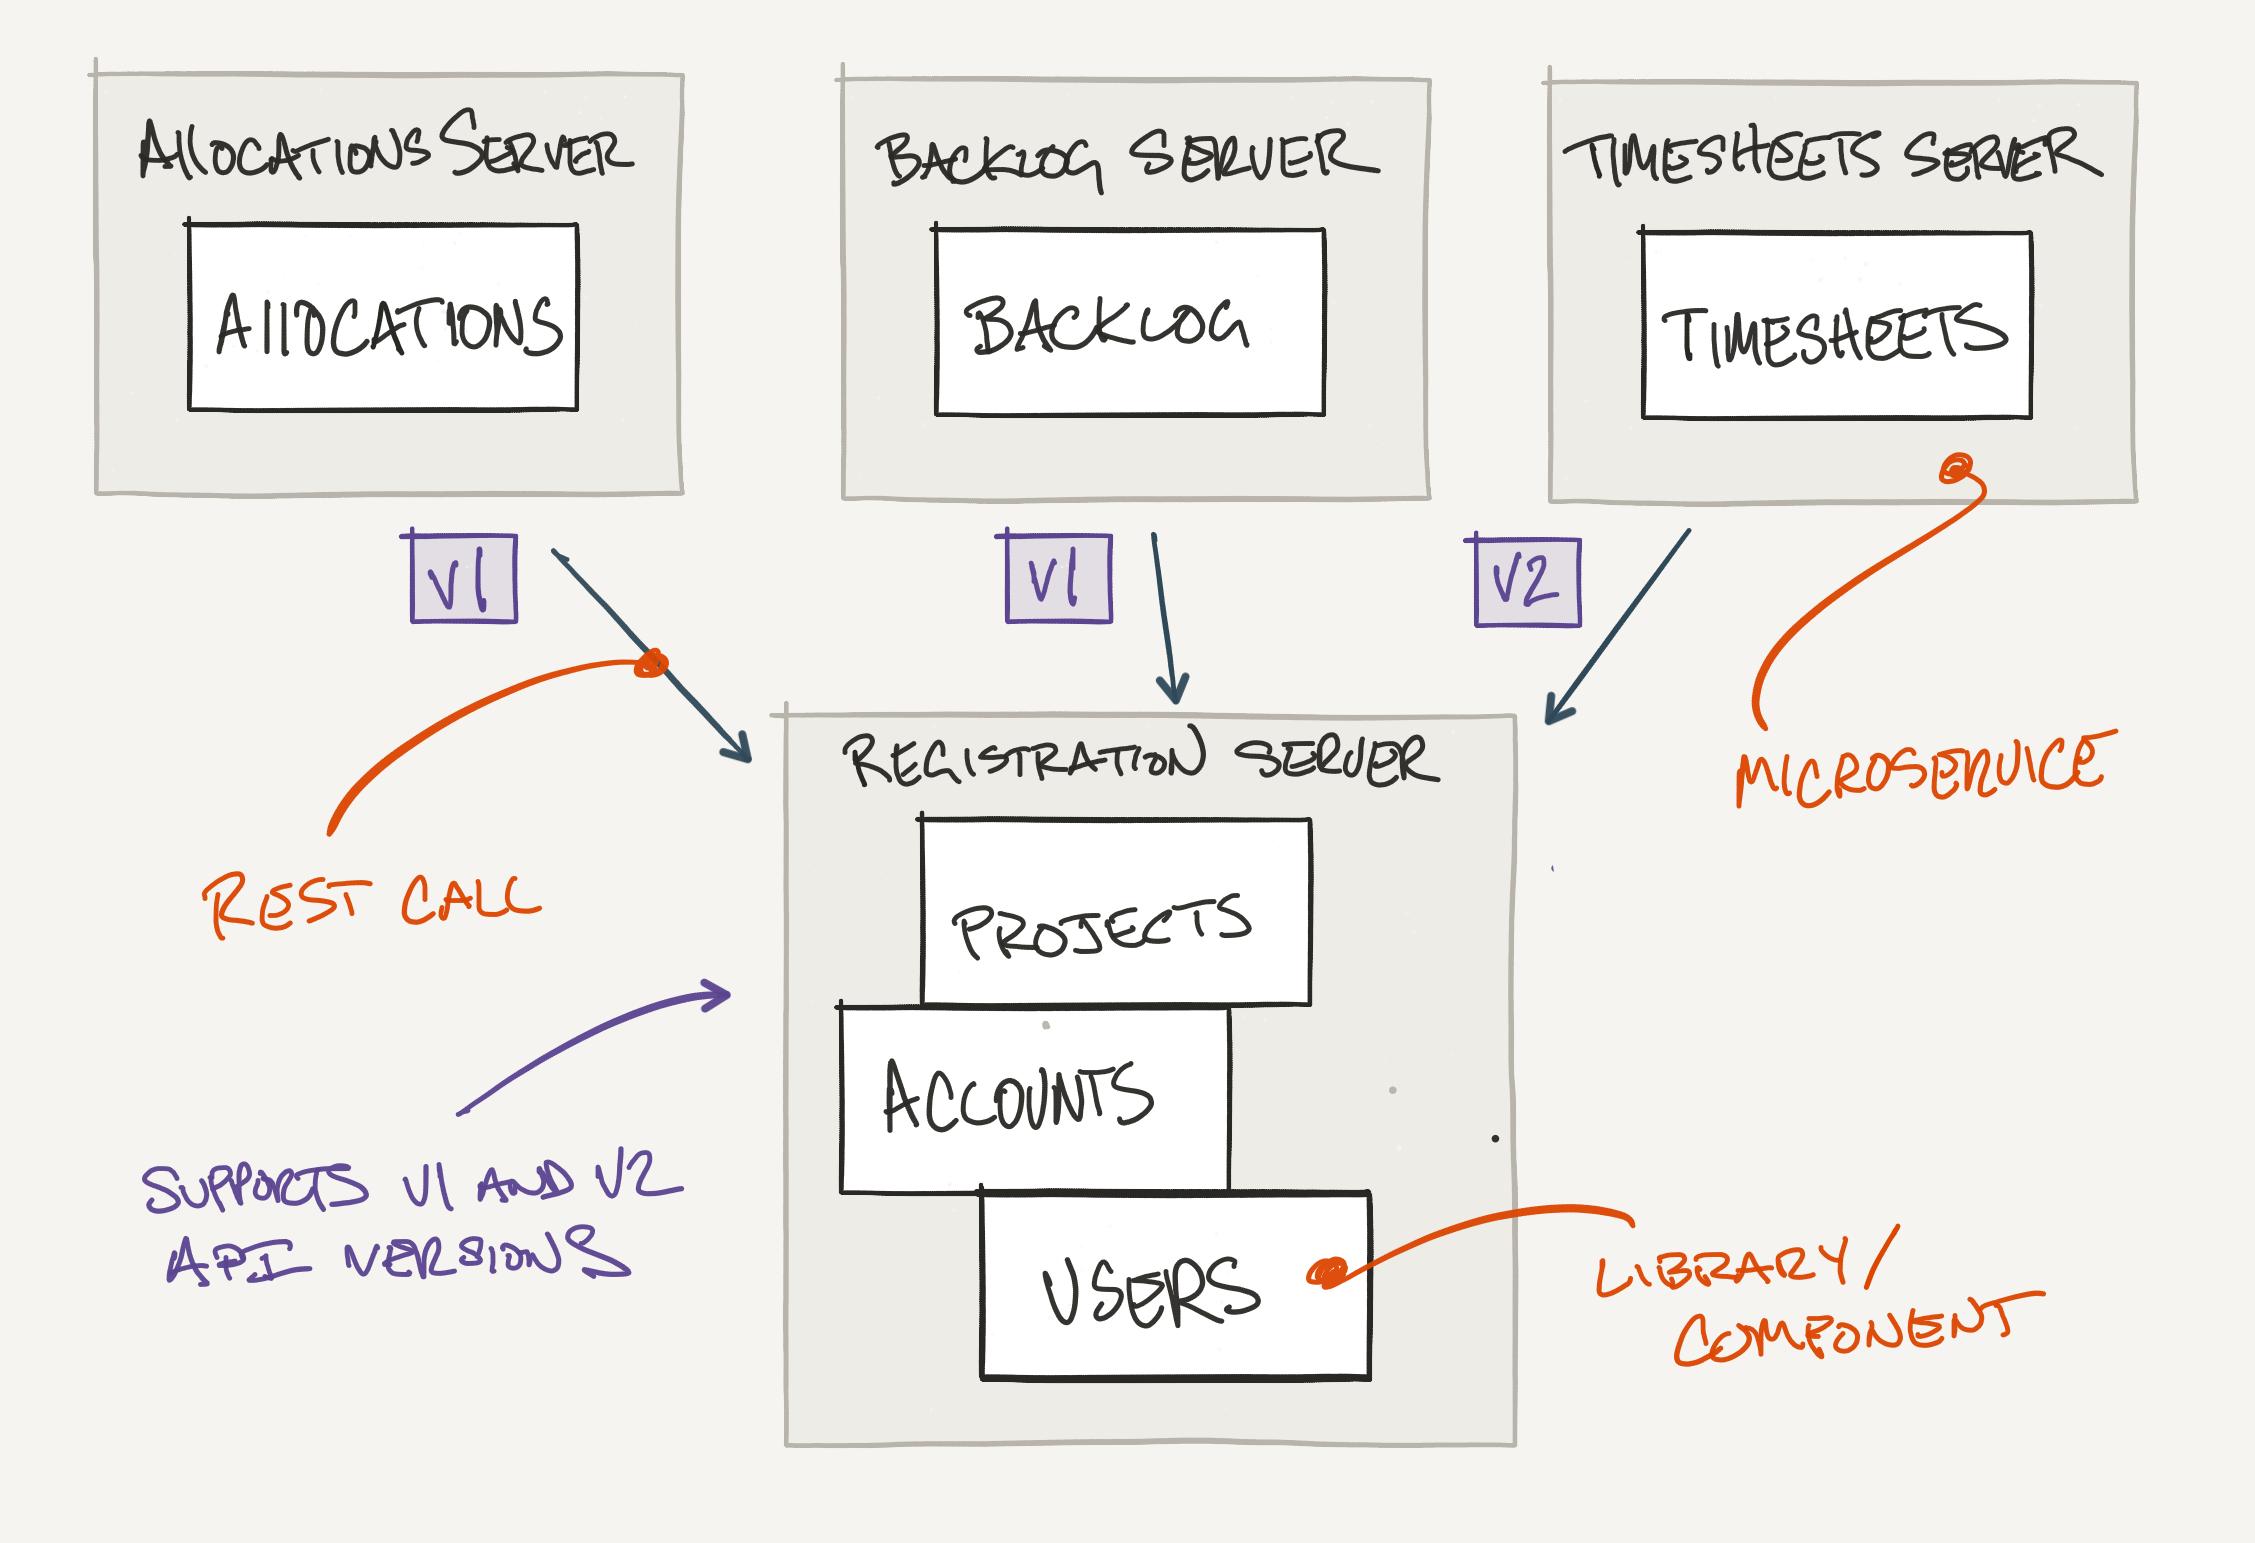 Allocations Server
Backlog Server
Timesheets Server
Allocations
Backlog
Timesheets
v1
v1
v2
Registration Server
Microservice
Rest Call
Projects
Accounts
Supports v1 and v2
API versions
Users
Library/
Component